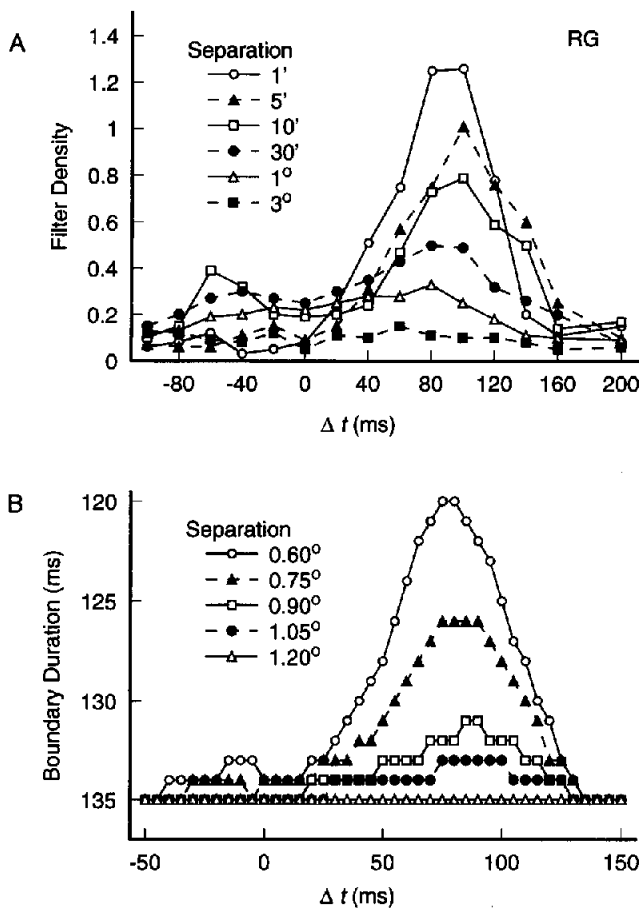 A
RG
Separation
1'
5'
10'
30'
1°
3°
Filter Density
1.4
1.2
1
0.8
0.6
0.4
0.2
0
-80 -40 0 40 80 120 160 200
Δ t (ms)
B
Separation
0.60°
0.75°
0.90°
1.05°
1.20°
Boundary Duration (ms)
120
125
130
135
-50 0 50 100 150
Δ t (ms)